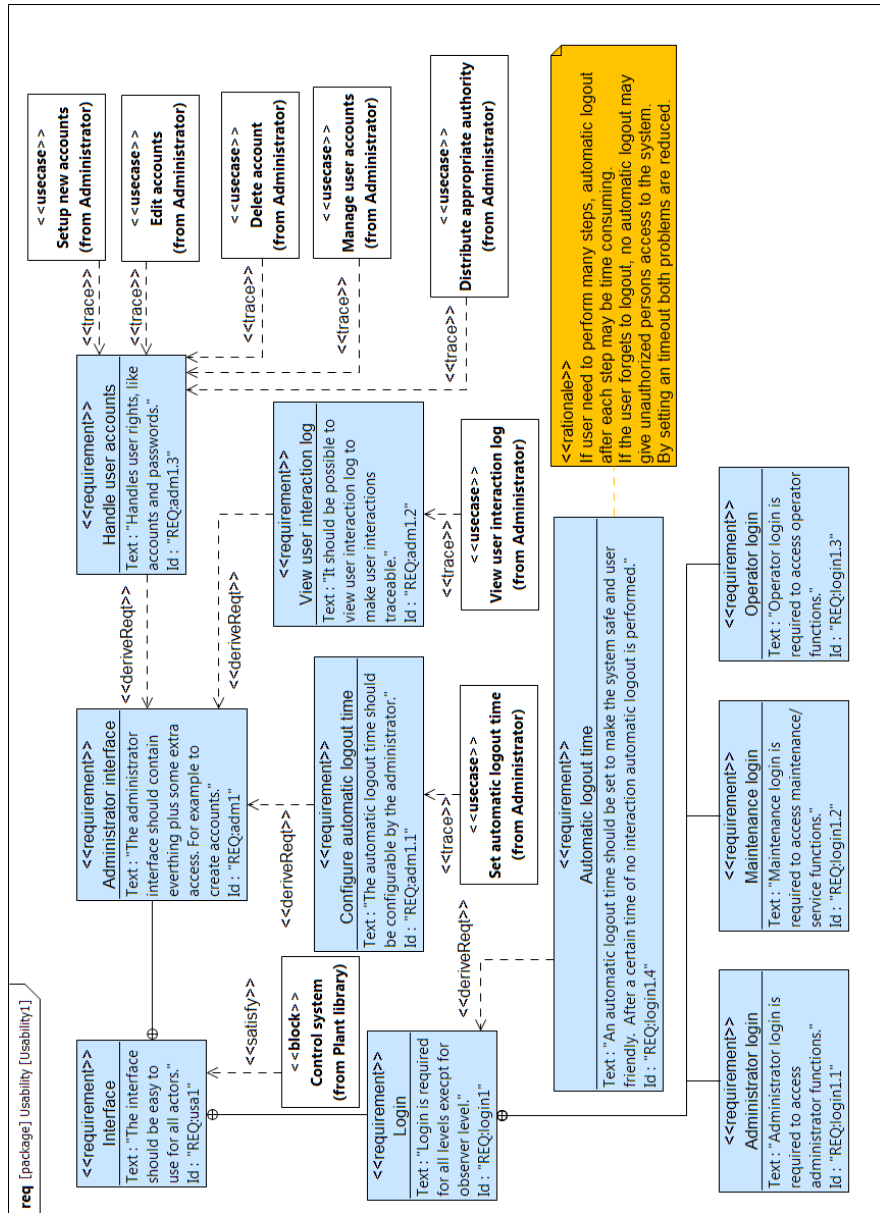 req [package] Usability [Usability1]
<<requirement>>
Interface
Text : "The interface
should be easy to
use for all actors."
Id : "REQ:usa1"
<<requirement>>
Administrator interface
Text : "The administrator
interface should contain
everthing plus some extra
access. For example to
create accounts."
Id : "REQ:adm1"
<<deriveReqt>>
<<requirement>>
Handle user accounts
Text : "Handles user rights, like
accounts and passwords."
Id : "REQ:adm1.3"
<<trace>>
<<usecase>>
Setup new accounts
(from Administrator)
<<trace>>
<<usecase>>
Edit accounts
(from Administrator)
<<trace>>
<<usecase>>
Delete account
(from Administrator)
<<trace>>
<<usecase>>
Manage user accounts
(from Administrator)
<<trace>>
<<usecase>>
Distribute appropriate authority
(from Administrator)
<<satisfy>>
<<block>>
Control system
(from Plant library)
<<deriveReqt>>
<<requirement>>
Configure automatic logout time
Text : "The automatic logout time should
be configurable by the administrator."
Id : "REQ:adm1.1"
<<deriveReqt>>
<<requirement>>
View user interaction log
Text : "It should be possible to
view user interaction log to
make user interactions
traceable."
Id : "REQ:adm1.2"
<<trace>>
<<usecase>>
Set automatic logout time
(from Administrator)
<<trace>>
<<usecase>>
View user interaction log
(from Administrator)
<<requirement>>
Login
Text : "Login is required
for all levels execpt for
observer level."
Id : "REQ:login1"
<<deriveReqt>>
<<requirement>>
Automatic logout time
Text : "An automatic logout time should be set to make the system safe and user
friendly. After a certain time of no interaction automatic logout is performed."
Id : "REQ:login1.4"
<<rationale>>
If user need to perform many steps, automatic logout
after each step may be time consuming.
If the user forgets to logout, no automatic logout may
give unauthorized persons access to the system.
By setting an timeout both problems are reduced.
<<requirement>>
Administrator login
Text : "Administrator login is
required to access
administrator functions."
Id : "REQ:login1.1"
<<requirement>>
Maintenance login
Text : "Maintenance login is
required to access maintenance/
service functions."
Id : "REQ:login1.2"
<<requirement>>
Operator login
Text : "Operator login is
required to access operator
functions."
Id : "REQ:login1.3"